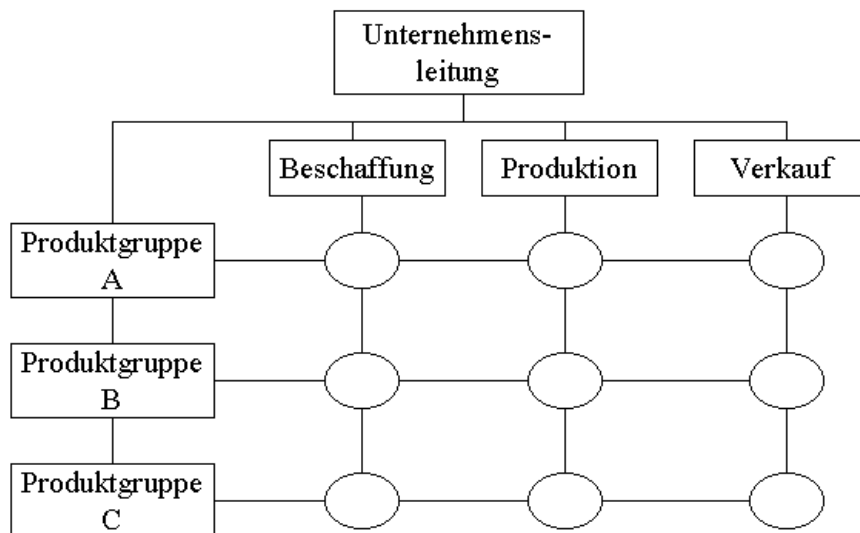 Unternehmens-
leitung
Beschaffung
Produktion
Verkauf
Produktgruppe
A
Produktgruppe
B
Produktgruppe
C